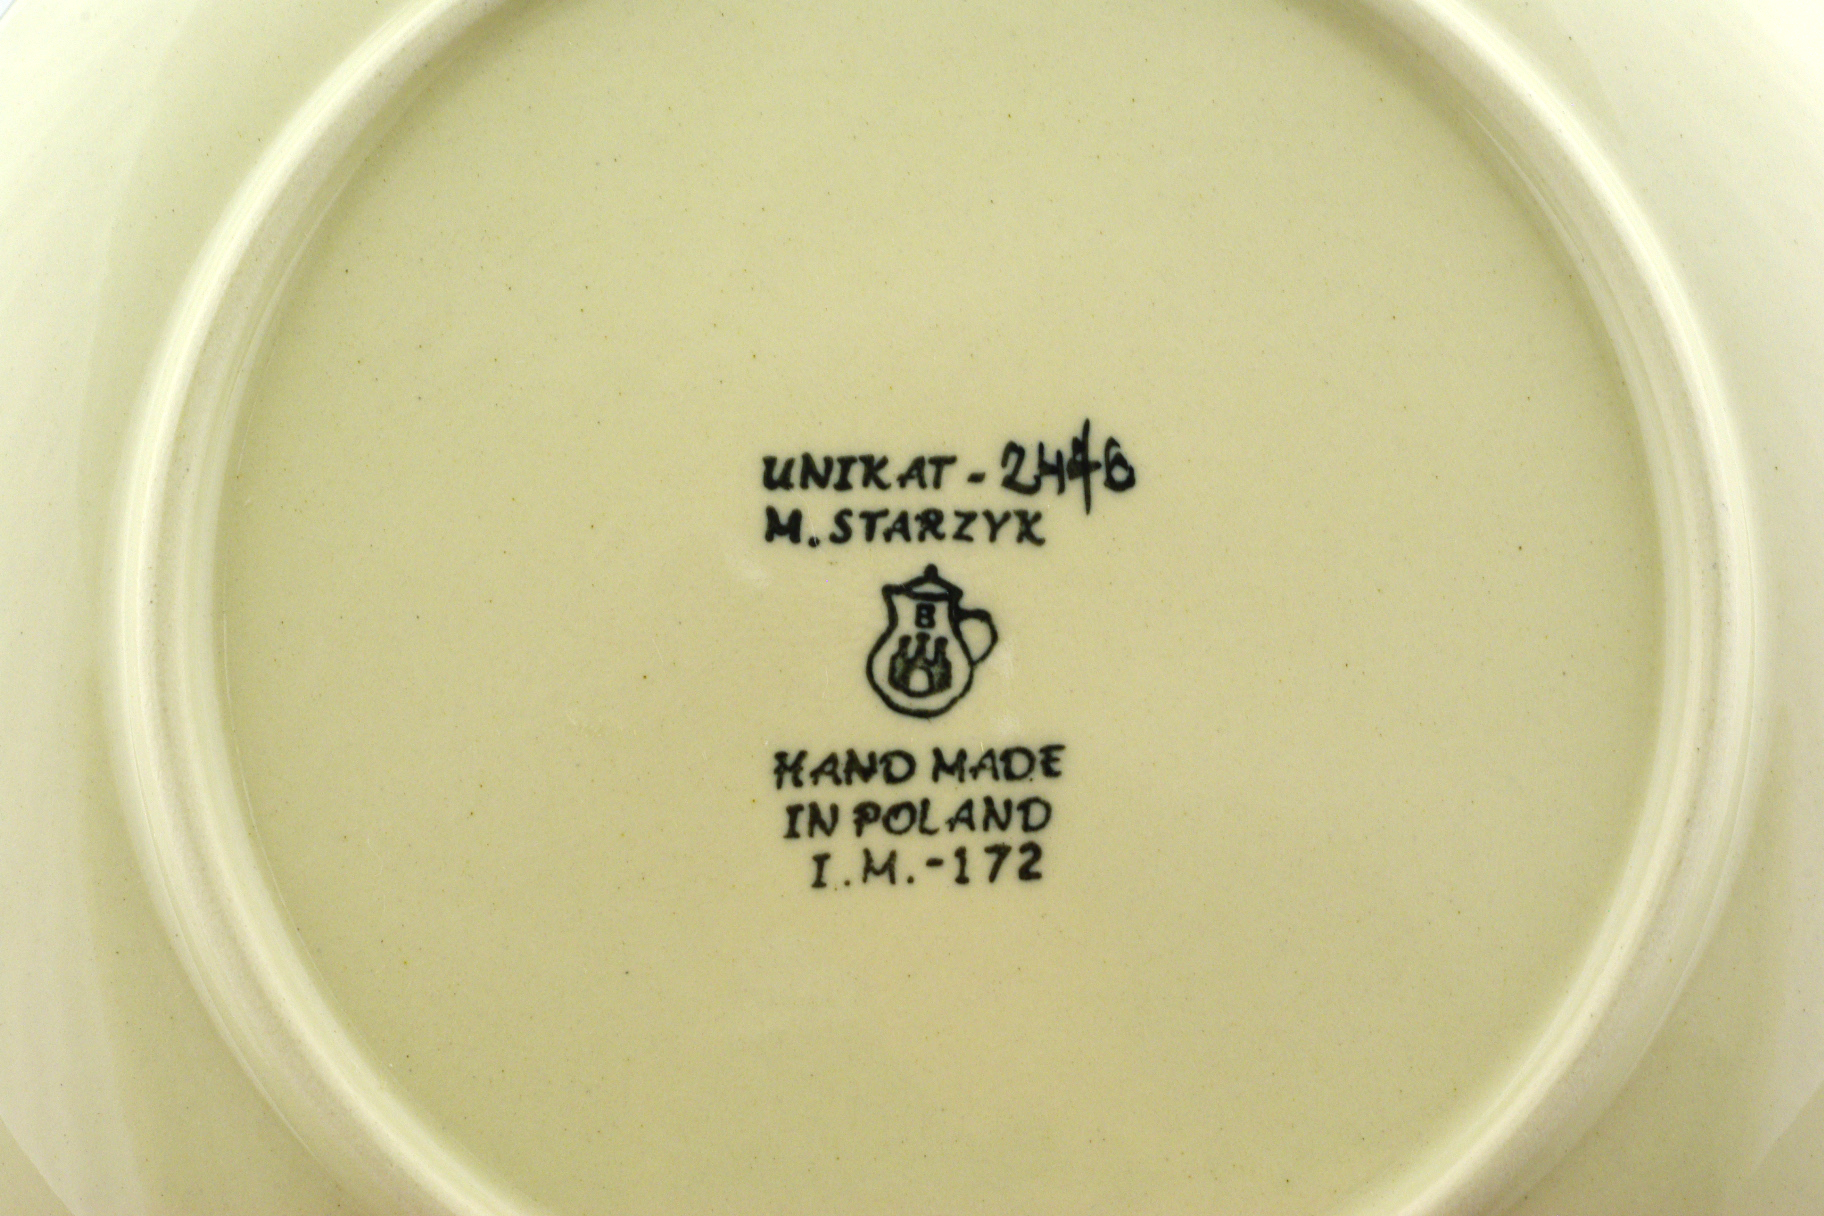 UNIKAT - 2446
M. STARZYK
B
HAND MADE
IN POLAND
I.M.-172